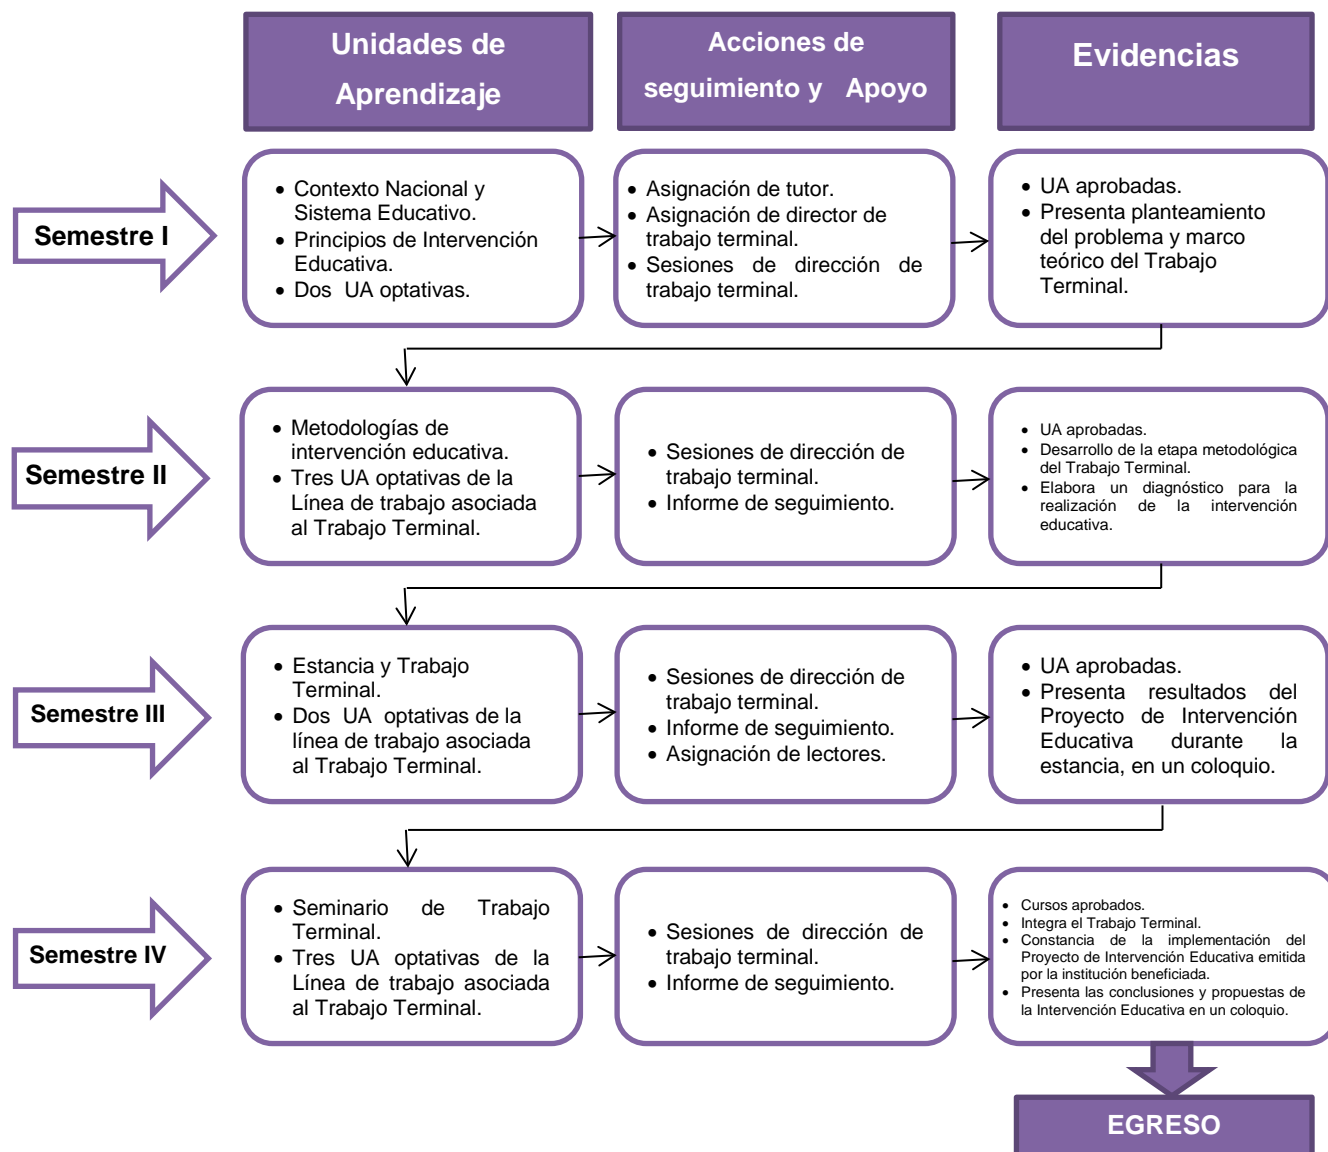 Unidades de
Aprendizaje
Acciones de
seguimiento y Apoyo
Evidencias
Semestre I
• Contexto Nacional y
Sistema Educativo.
• Principios de Intervención
Educativa.
• Dos UA optativas.
• Asignación de tutor.
• Asignación de director de
trabajo terminal.
• Sesiones de dirección de
trabajo terminal.
• UA aprobadas.
• Presenta planteamiento
del problema y marco
teórico del Trabajo
Terminal.
Semestre II
• Metodologías de
intervención educativa.
• Tres UA optativas de la
Línea de trabajo asociada
al Trabajo Terminal.
• Sesiones de dirección de
trabajo terminal.
• Informe de seguimiento.
• UA aprobadas.
• Desarrollo de la etapa metodológica
del Trabajo Terminal.
• Elabora un diagnóstico para la
realización de la intervención
educativa.
Semestre III
• Estancia y Trabajo
Terminal.
• Dos UA optativas de la
línea de trabajo asociada
al Trabajo Terminal.
• Sesiones de dirección de
trabajo terminal.
• Informe de seguimiento.
• Asignación de lectores.
• UA aprobadas.
• Presenta resultados del
Proyecto de Intervención
Educativa durante la
estancia, en un coloquio.
Semestre IV
• Seminario de Trabajo
Terminal.
• Tres UA optativas de la
Línea de trabajo asociada
al Trabajo Terminal.
• Sesiones de dirección de
trabajo terminal.
• Informe de seguimiento.
• Cursos aprobados.
• Integra el Trabajo Terminal.
• Constancia de la implementación del
Proyecto de Intervención Educativa emitida
por la institución beneficiada.
• Presenta las conclusiones y propuestas de
la Intervención Educativa en un coloquio.
EGRESO